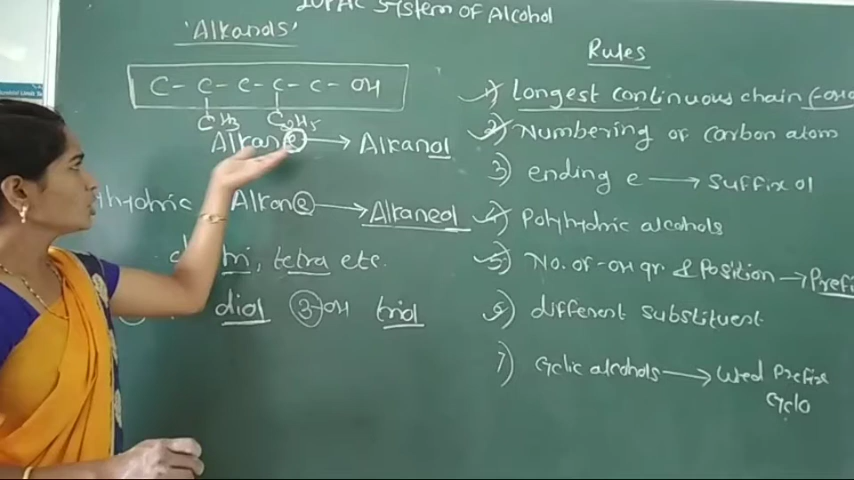 IUPAC System of Alcohol
'Alkanols'
C - C - C - C - C - OH
CH3 C2H5
Alkane → Alkanol
Alkane → Alkaneol
tetra etc.
diol 3-OH triol
Rules
1) Longest continuous chain (-OH
2) Numbering of carbon atom
3) ending e → suffix ol
4) Polyhydric alcohols
5) No. of -OH gr. & Position → Prefix
6) different substituent
7) cyclic alcohols → Used Prefix
cyclo